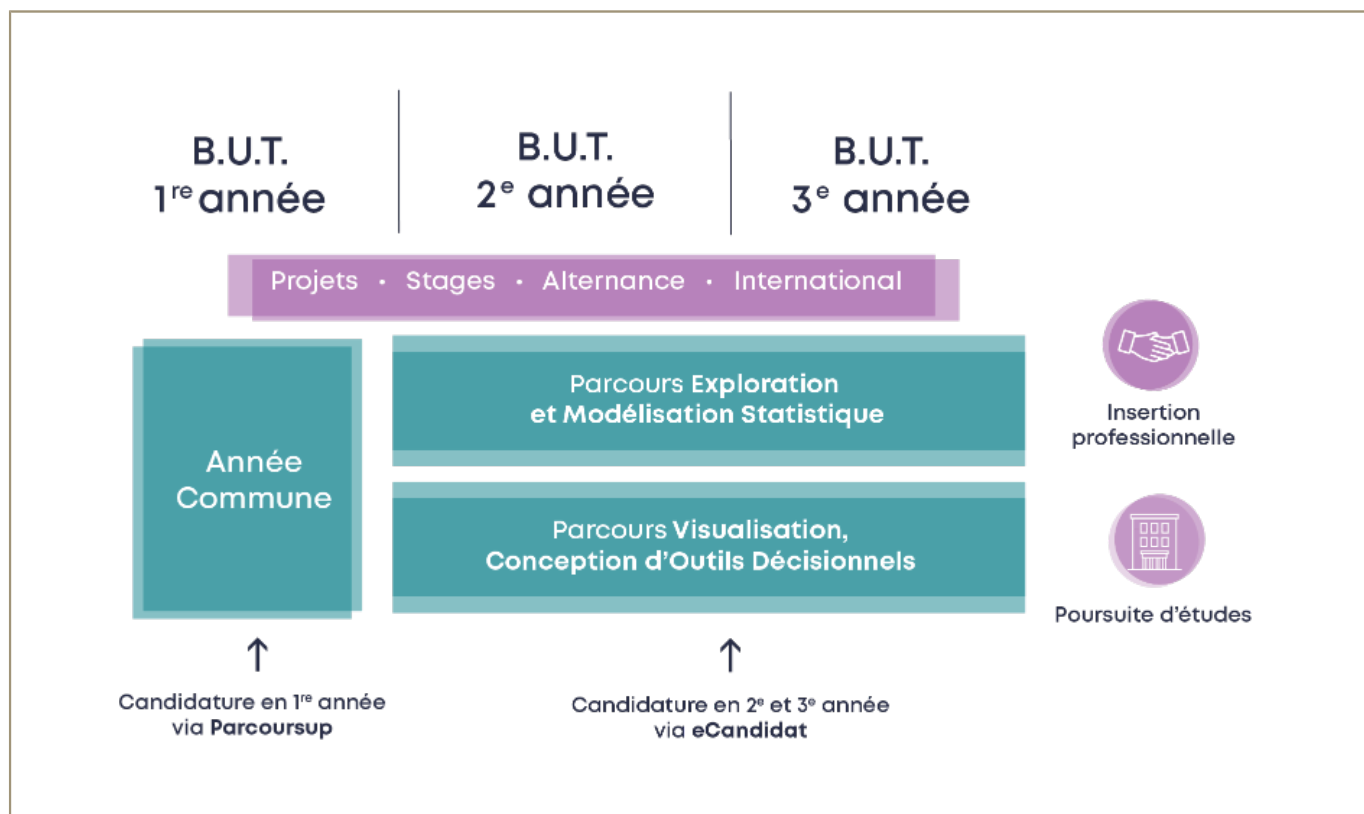 B.U.T.
1re année
B.U.T.
2e année
B.U.T.
3e année
Projets • Stages • Alternance • International
Année
Commune
Parcours Exploration
et Modélisation Statistique
Parcours Visualisation,
Conception d’Outils Décisionnels
Insertion
professionnelle
Poursuite d’études
Candidature en 1re année
via Parcoursup
Candidature en 2e et 3e année
via eCandidat